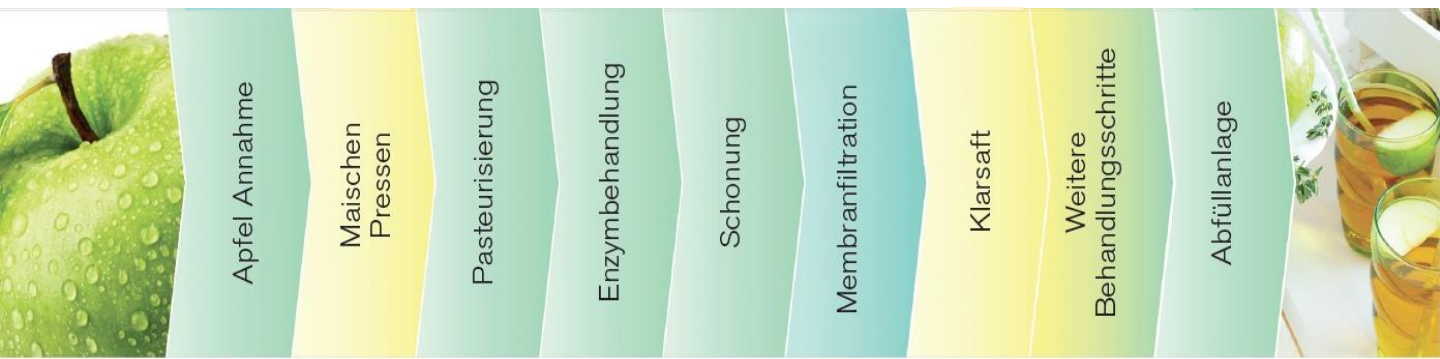 Apfel Annahme
Maischen
Pressen
Pasteurisierung
Enzymbehandlung
Schonung
Membranfiltration
Klarsaft
Weitere
Behandlungsschritte
Abfüllanlage